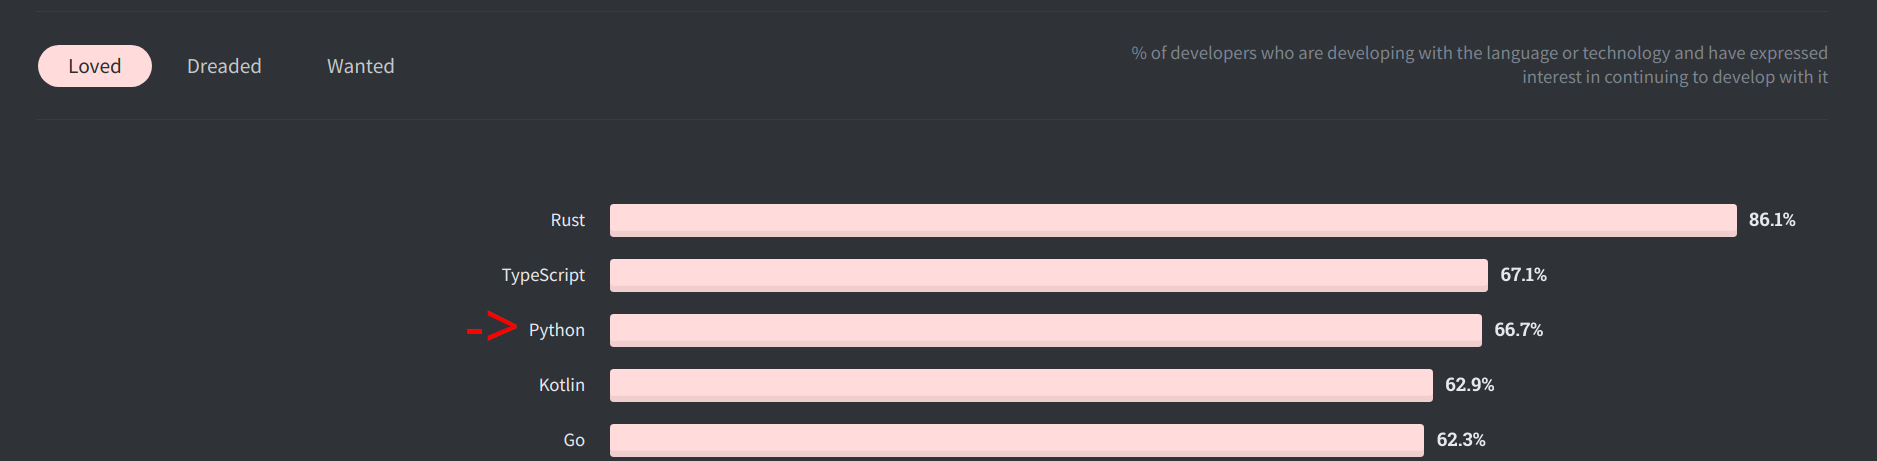 Loved
Dreaded
Wanted
% of developers who are developing with the language or technology and have expressed
interest in continuing to develop with it
Rust 86.1%
TypeScript 67.1%
-> Python 66.7%
Kotlin 62.9%
Go 62.3%